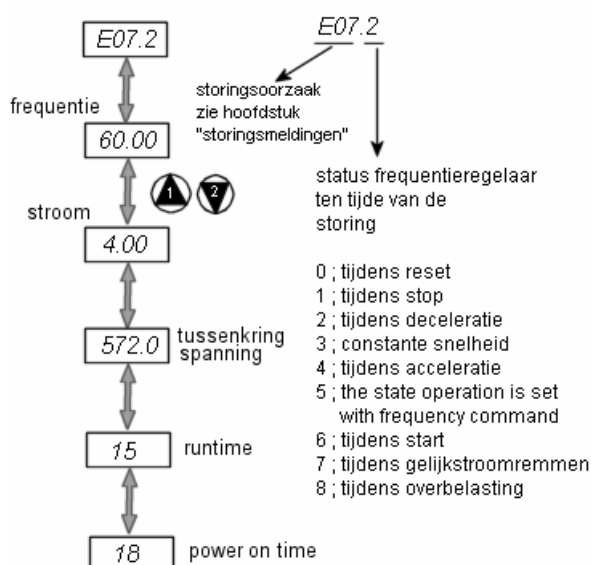 E07.2
frequentie
60.00
1 2
stroom
4.00
572.0
tussenkring
spanning
15
runtime
18
power on time
E07.2
storingsoorzaak
zie hoofdstuk
"storingsmeldingen"
status frequentieregelaar
ten tijde van de
storing
0 ; tijdens reset
1 ; tijdens stop
2 ; tijdens deceleratie
3 ; constante snelheid
4 ; tijdens acceleratie
5 ; the state operation is set
with frequency command
6 ; tijdens start
7 ; tijdens gelijkstroomremmen
8 ; tijdens overbelasting